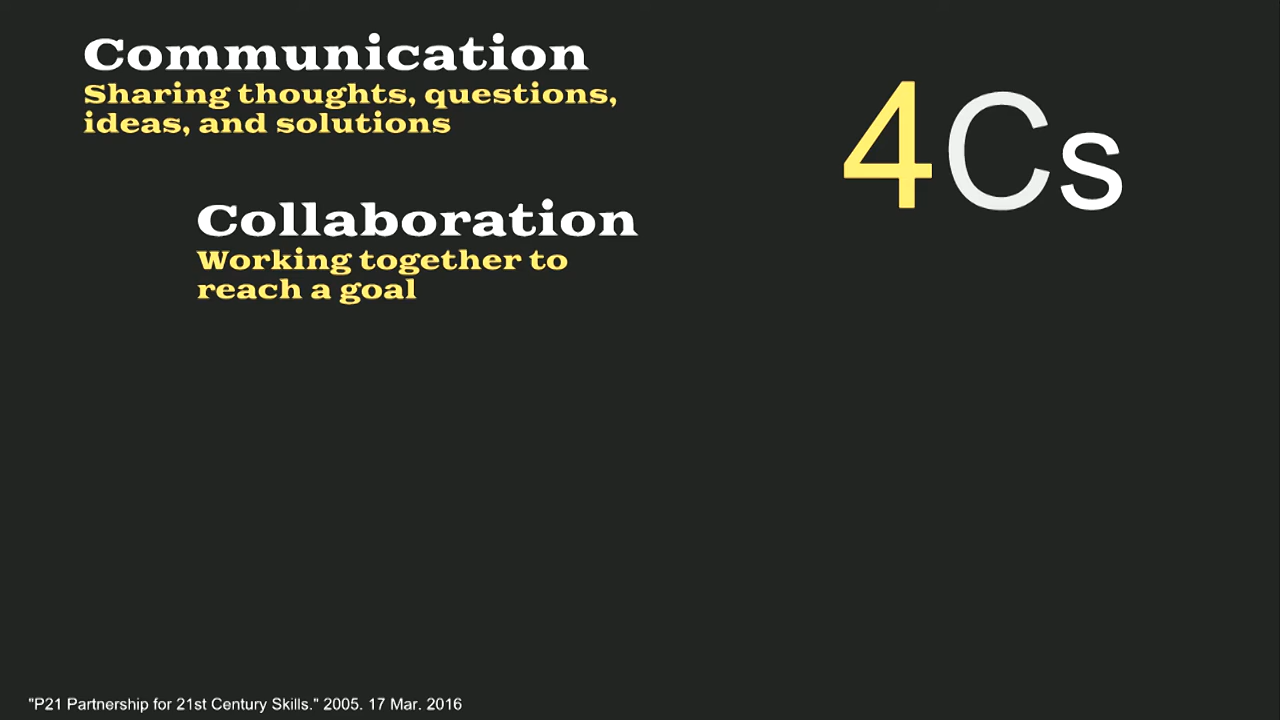 Communication
Sharing thoughts, questions,
ideas, and solutions
4Cs
Collaboration
Working together to
reach a goal
"P21 Partnership for 21st Century Skills." 2005. 17 Mar. 2016